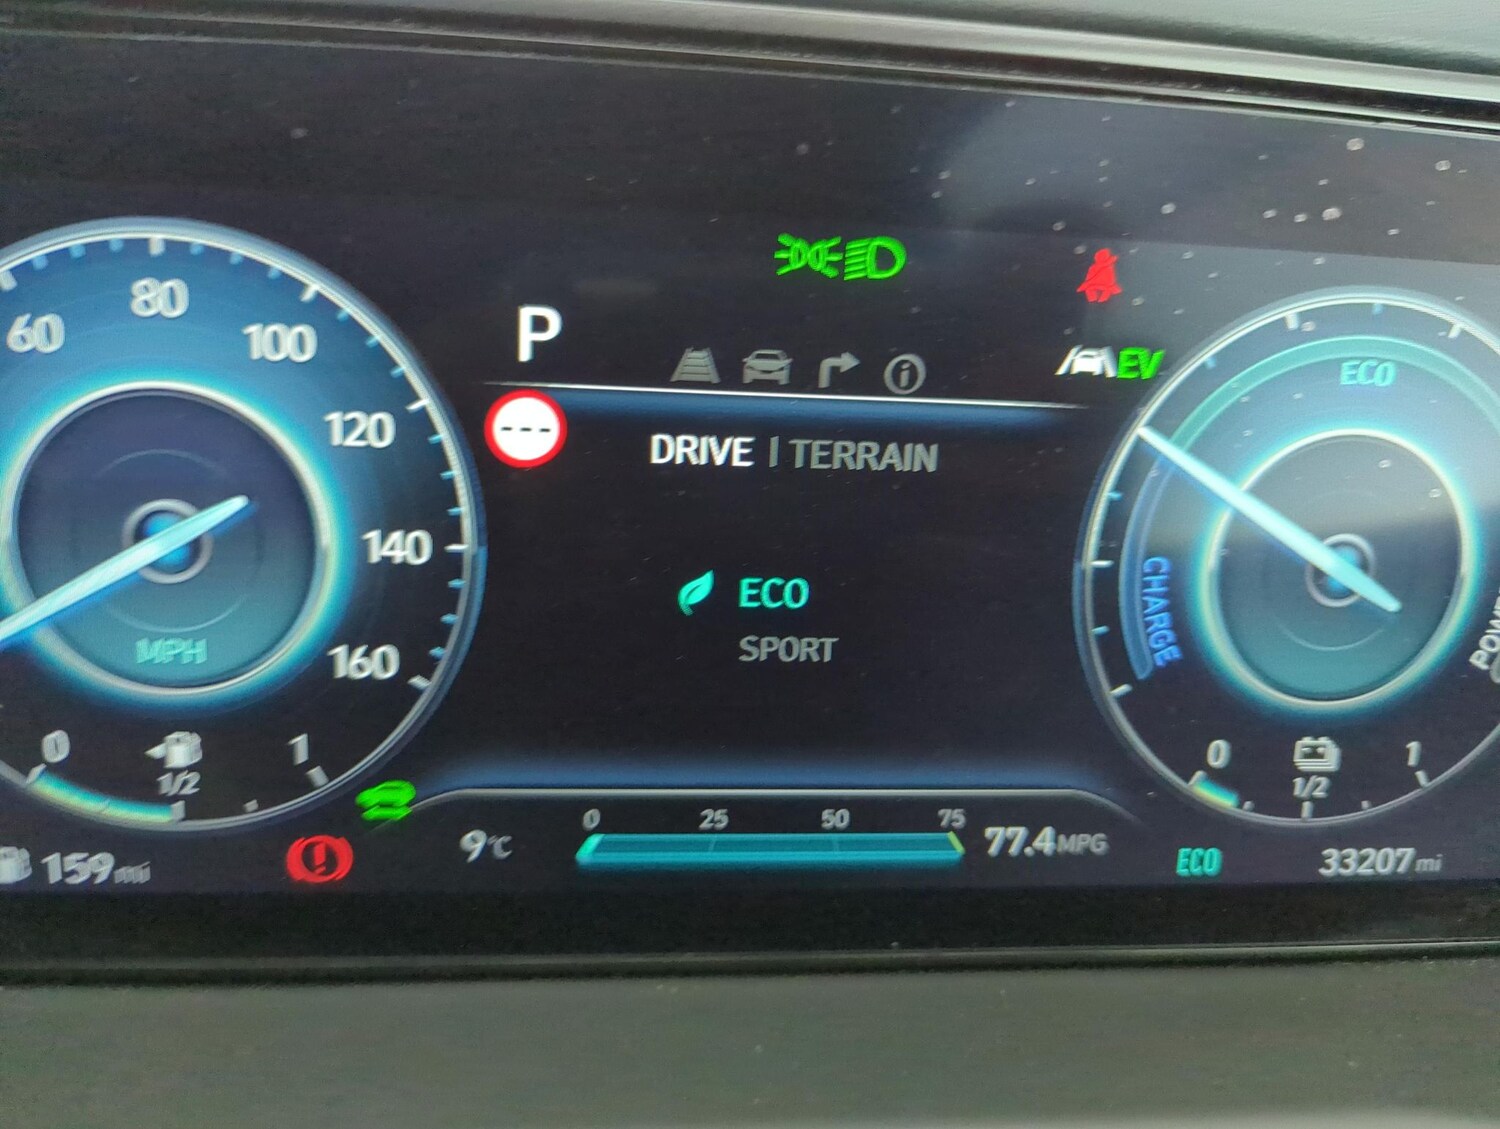 60
80
100
120
140
160
MPH
0
1/2
1
159mi
P
---
DRIVE | TERRAIN
ECO
SPORT
9°C
0
25
50
75
77.4MPG
EV
ECO
CHARGE
0
1/2
1
ECO
33207mi